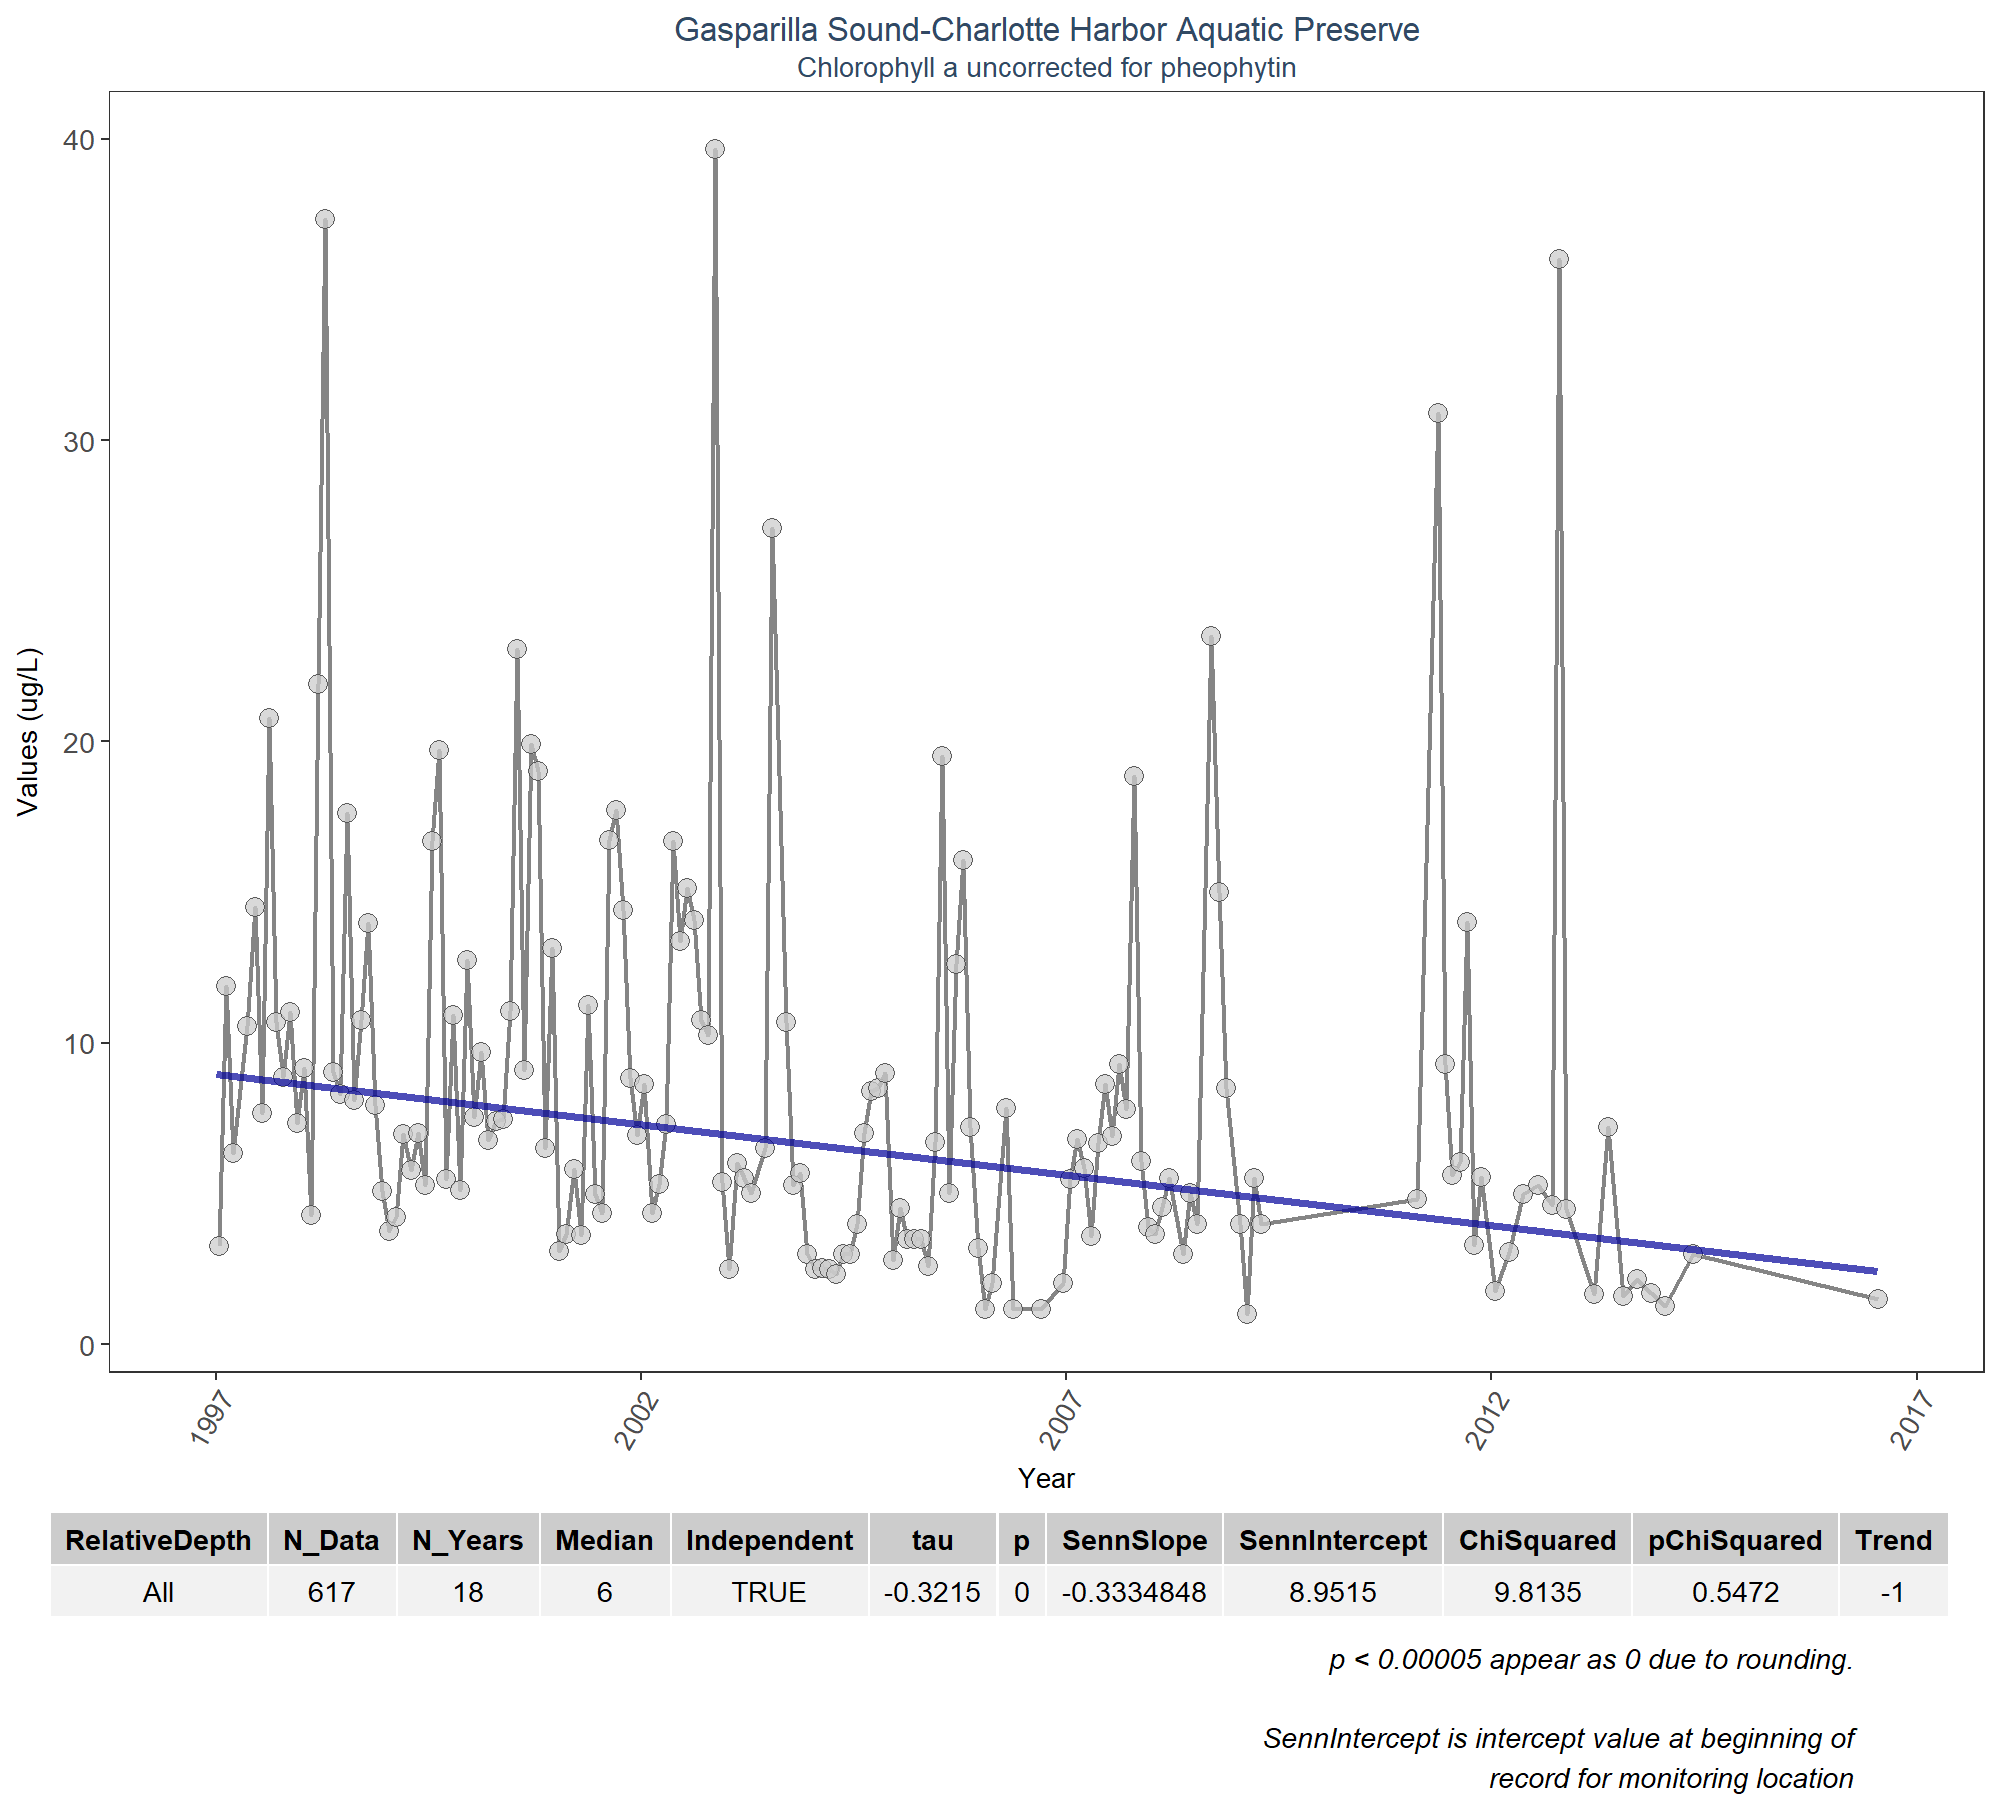 Gasparilla Sound-Charlotte Harbor Aquatic Preserve
Chlorophyll a uncorrected for pheophytin
40
30
20
10
0
Values (ug/L)
1997
2002
2007
2012
2017
Year
RelativeDepth N_Data N_Years Median Independent tau p SennSlope SennIntercept ChiSquared pChiSquared Trend
All 617 18 6 TRUE -0.3215 0 -0.3334848 8.9515 9.8135 0.5472 -1
p < 0.00005 appear as 0 due to rounding.
SennIntercept is intercept value at beginning of
record for monitoring location